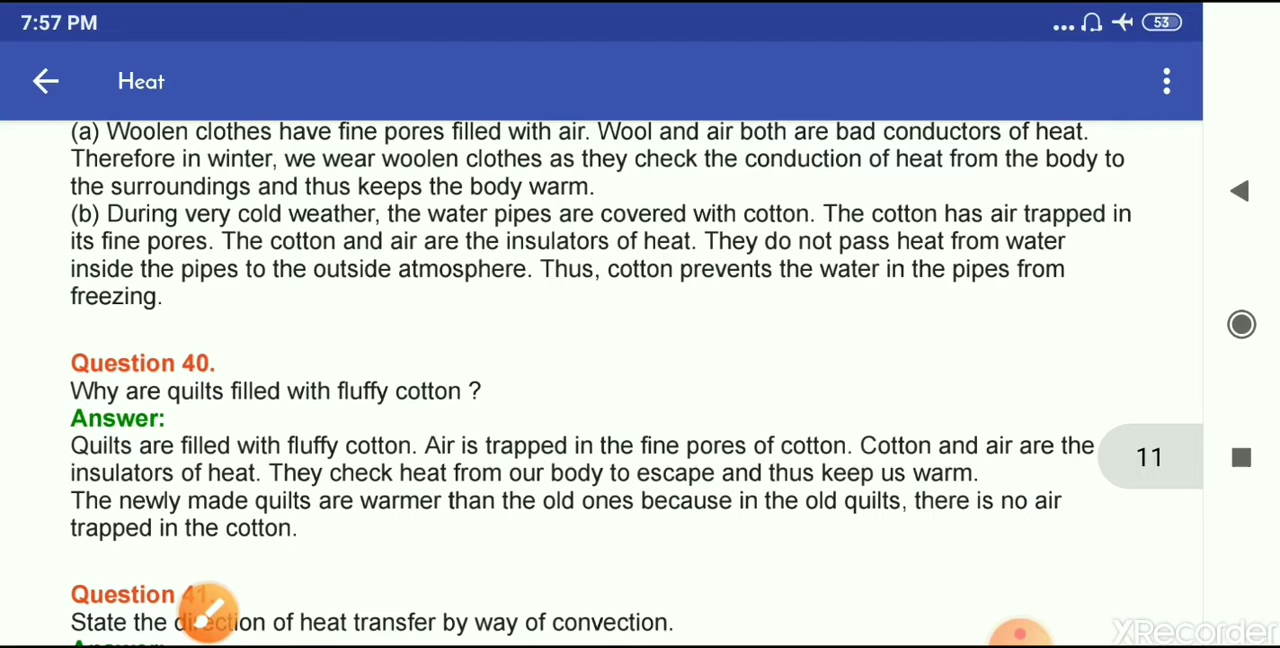 7:57 PM
53
Heat
(a) Woolen clothes have fine pores filled with air. Wool and air both are bad conductors of heat.
Therefore in winter, we wear woolen clothes as they check the conduction of heat from the body to
the surroundings and thus keeps the body warm.
(b) During very cold weather, the water pipes are covered with cotton. The cotton has air trapped in
its fine pores. The cotton and air are the insulators of heat. They do not pass heat from water
inside the pipes to the outside atmosphere. Thus, cotton prevents the water in the pipes from
freezing.
Question 40.
Why are quilts filled with fluffy cotton ?
Answer:
Quilts are filled with fluffy cotton. Air is trapped in the fine pores of cotton. Cotton and air are the
insulators of heat. They check heat from our body to escape and thus keep us warm.
11
The newly made quilts are warmer than the old ones because in the old quilts, there is no air
trapped in the cotton.
Question 41.
State the direction of heat transfer by way of convection.
Answer:
XRecorder